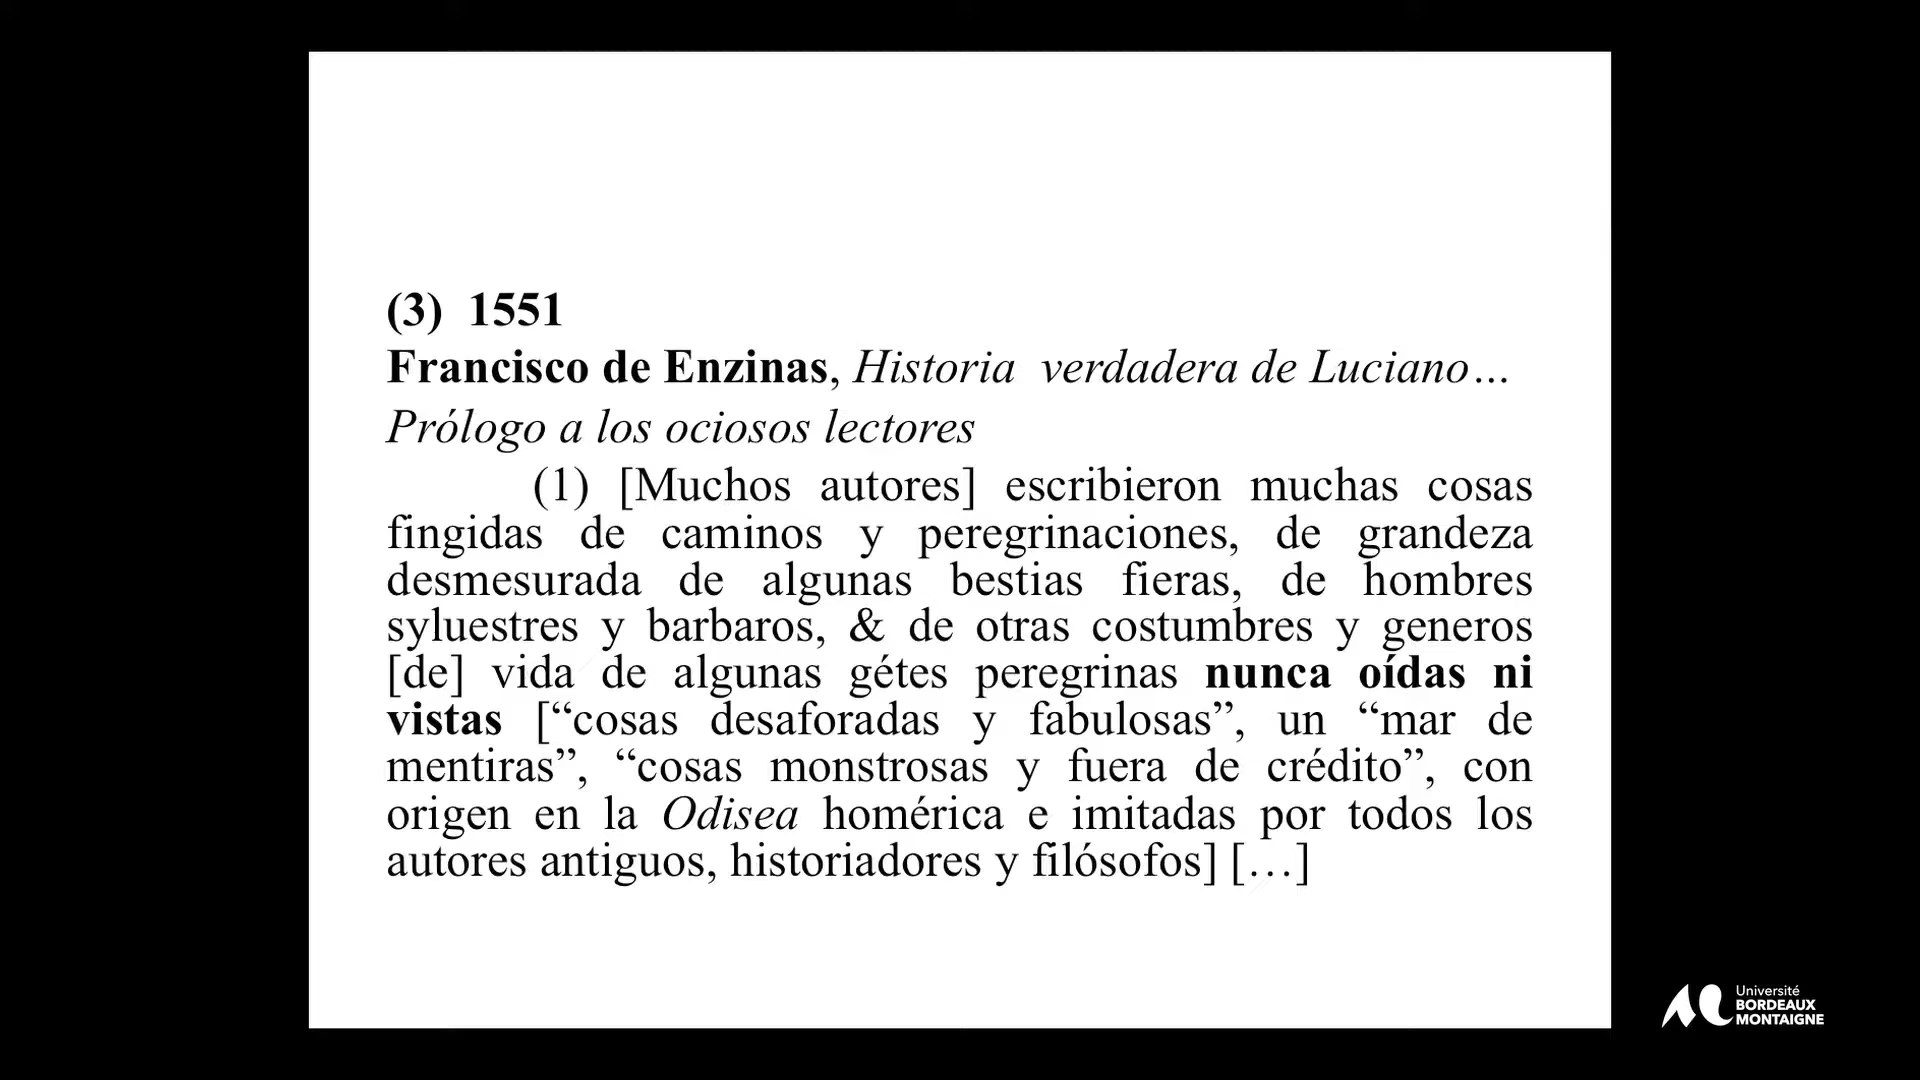 (3) 1551
Francisco de Enzinas, Historia verdadera de Luciano…
Prólogo a los ociosos lectores
(1) [Muchos autores] escribieron muchas cosas
fingidas de caminos y peregrinaciones, de grandeza
desmesurada de algunas bestias fieras, de hombres
syluestres y barbaros, & de otras costumbres y generos
[de] vida de algunas gétes peregrinas nunca oídas ni
vistas [“cosas desaforadas y fabulosas”, un “mar de
mentiras”, “cosas monstrosas y fuera de crédito”, con
origen en la Odisea homérica e imitadas por todos los
autores antiguos, historiadores y filósofos] […]
Université
BORDEAUX
MONTAIGNE